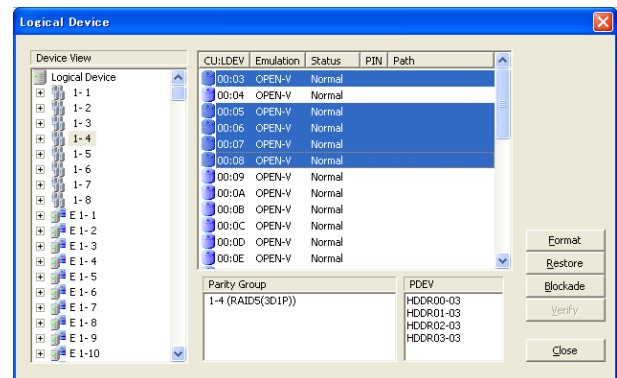 Logical Device
Device View
Logical Device
1- 1
1- 2
1- 3
1- 4
1- 5
1- 6
1- 7
1- 8
E 1- 1
E 1- 2
E 1- 3
E 1- 4
E 1- 5
E 1- 6
E 1- 7
E 1- 8
E 1- 9
E 1-10
CU:LDEV Emulation Status PIN Path
00:03 OPEN-V Normal
00:04 OPEN-V Normal
00:05 OPEN-V Normal
00:06 OPEN-V Normal
00:07 OPEN-V Normal
00:08 OPEN-V Normal
00:09 OPEN-V Normal
00:0A OPEN-V Normal
00:0B OPEN-V Normal
00:0C OPEN-V Normal
00:0D OPEN-V Normal
00:0E OPEN-V Normal
Parity Group
1-4 (RAID5(3D1P))
PDEV
HDDR00-03
HDDR01-03
HDDR02-03
HDDR03-03
Format
Restore
Blockade
Verify
Close